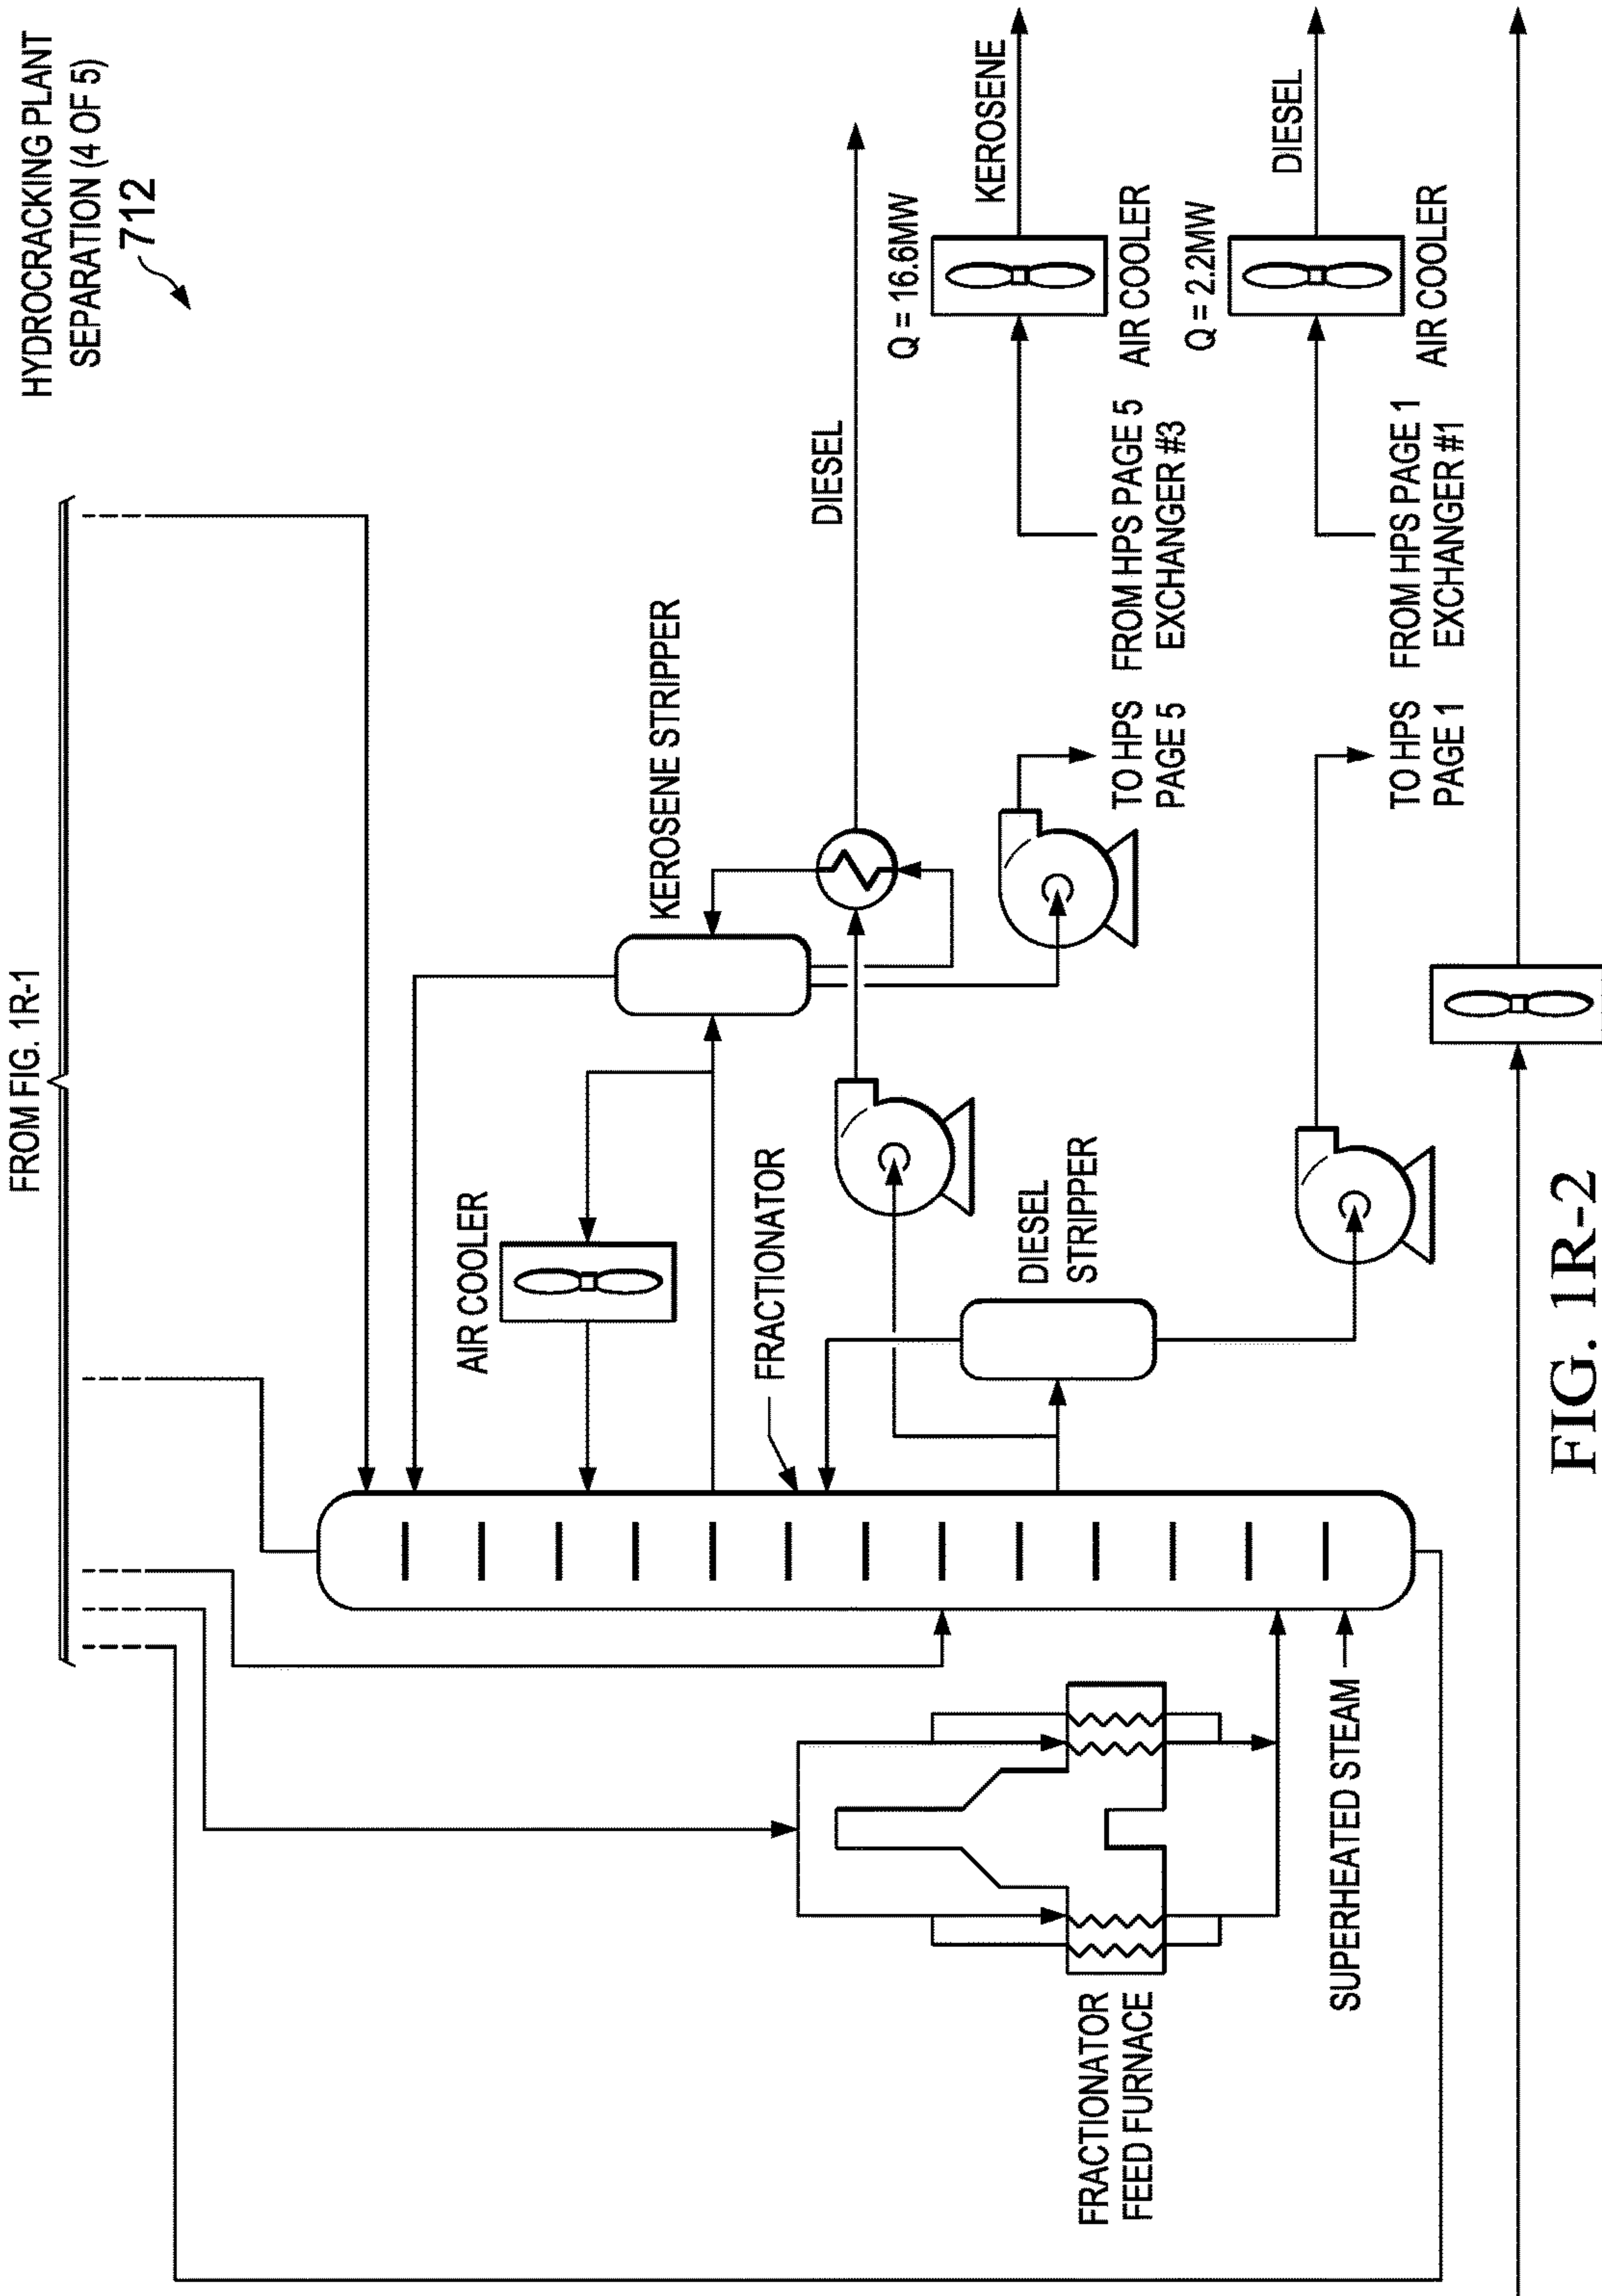 HYDROCRACKING PLANT
SEPARATION (4 OF 5)
712
FROM FIG. 1R-1
AIR COOLER
KEROSENE STRIPPER
FRACTIONATOR
DIESEL
DIESEL
STRIPPER
FRACTIONATOR
FEED FURNACE
SUPERHEATED STEAM
Q = 16.6MW
KEROSENE
AIR COOLER
TO HPS
PAGE 5
FROM HPS PAGE 5
EXCHANGER #3
Q = 2.2MW
DIESEL
AIR COOLER
TO HPS
PAGE 1
FROM HPS PAGE 1
EXCHANGER #1
FIG. 1R-2